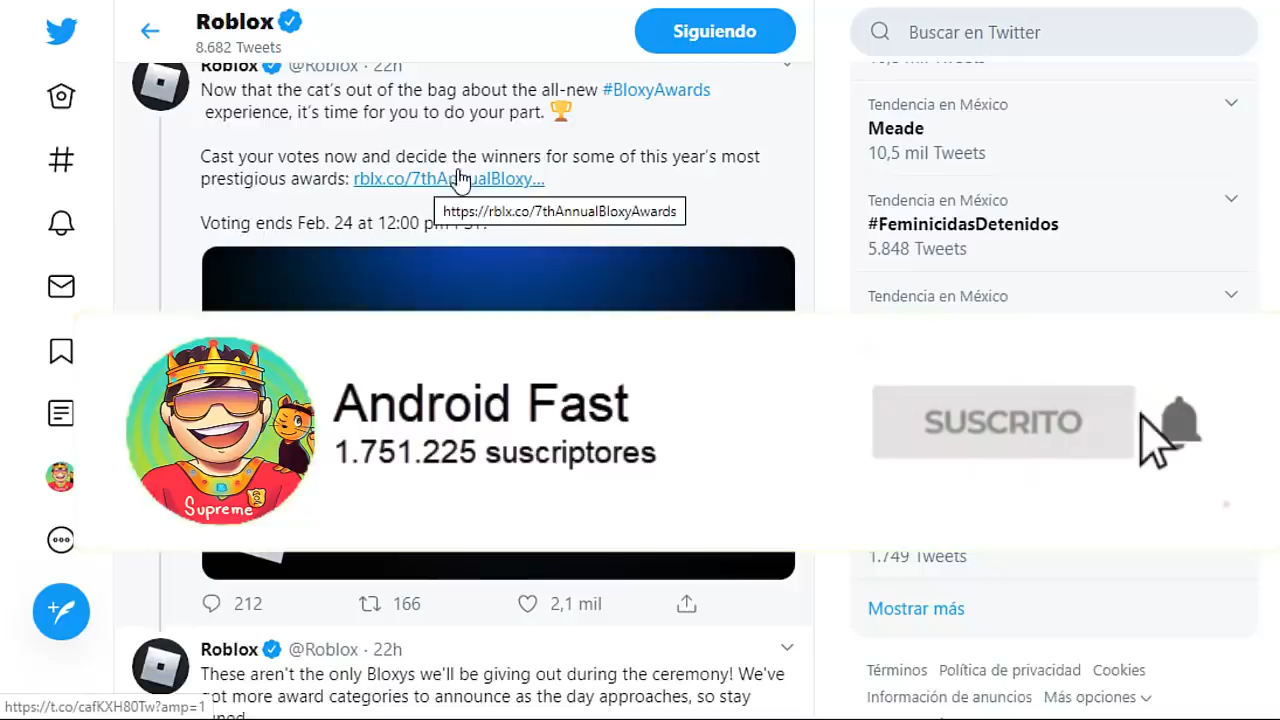 Roblox
8.682 Tweets
Siguiendo
Buscar en Twitter
Roblox @Roblox · 22h
Now that the cat's out of the bag about the all-new #BloxyAwards
experience, it's time for you to do your part.
Cast your votes now and decide the winners for some of this year's most
prestigious awards: rblx.co/7thAnnualBloxy...
https://rblx.co/7thAnnualBloxyAwards
Voting ends Feb. 24 at 12:00
Tendencia en México
Meade
10,5 mil Tweets
Tendencia en México
#FeminicidasDetenidos
5.848 Tweets
Tendencia en México
Android Fast
1.751.225 suscriptores
SUSCRITO
Supreme
1.749 Tweets
Mostrar más
212
166
2,1 mil
Roblox @Roblox · 22h
These aren't the only Bloxys we'll be giving out during the ceremony! We've
more award categories to announce as the day approaches, so stay
Términos Política de privacidad Cookies
Información de anuncios Más opciones
https://t.co/cafKXH80Tw?amp=1